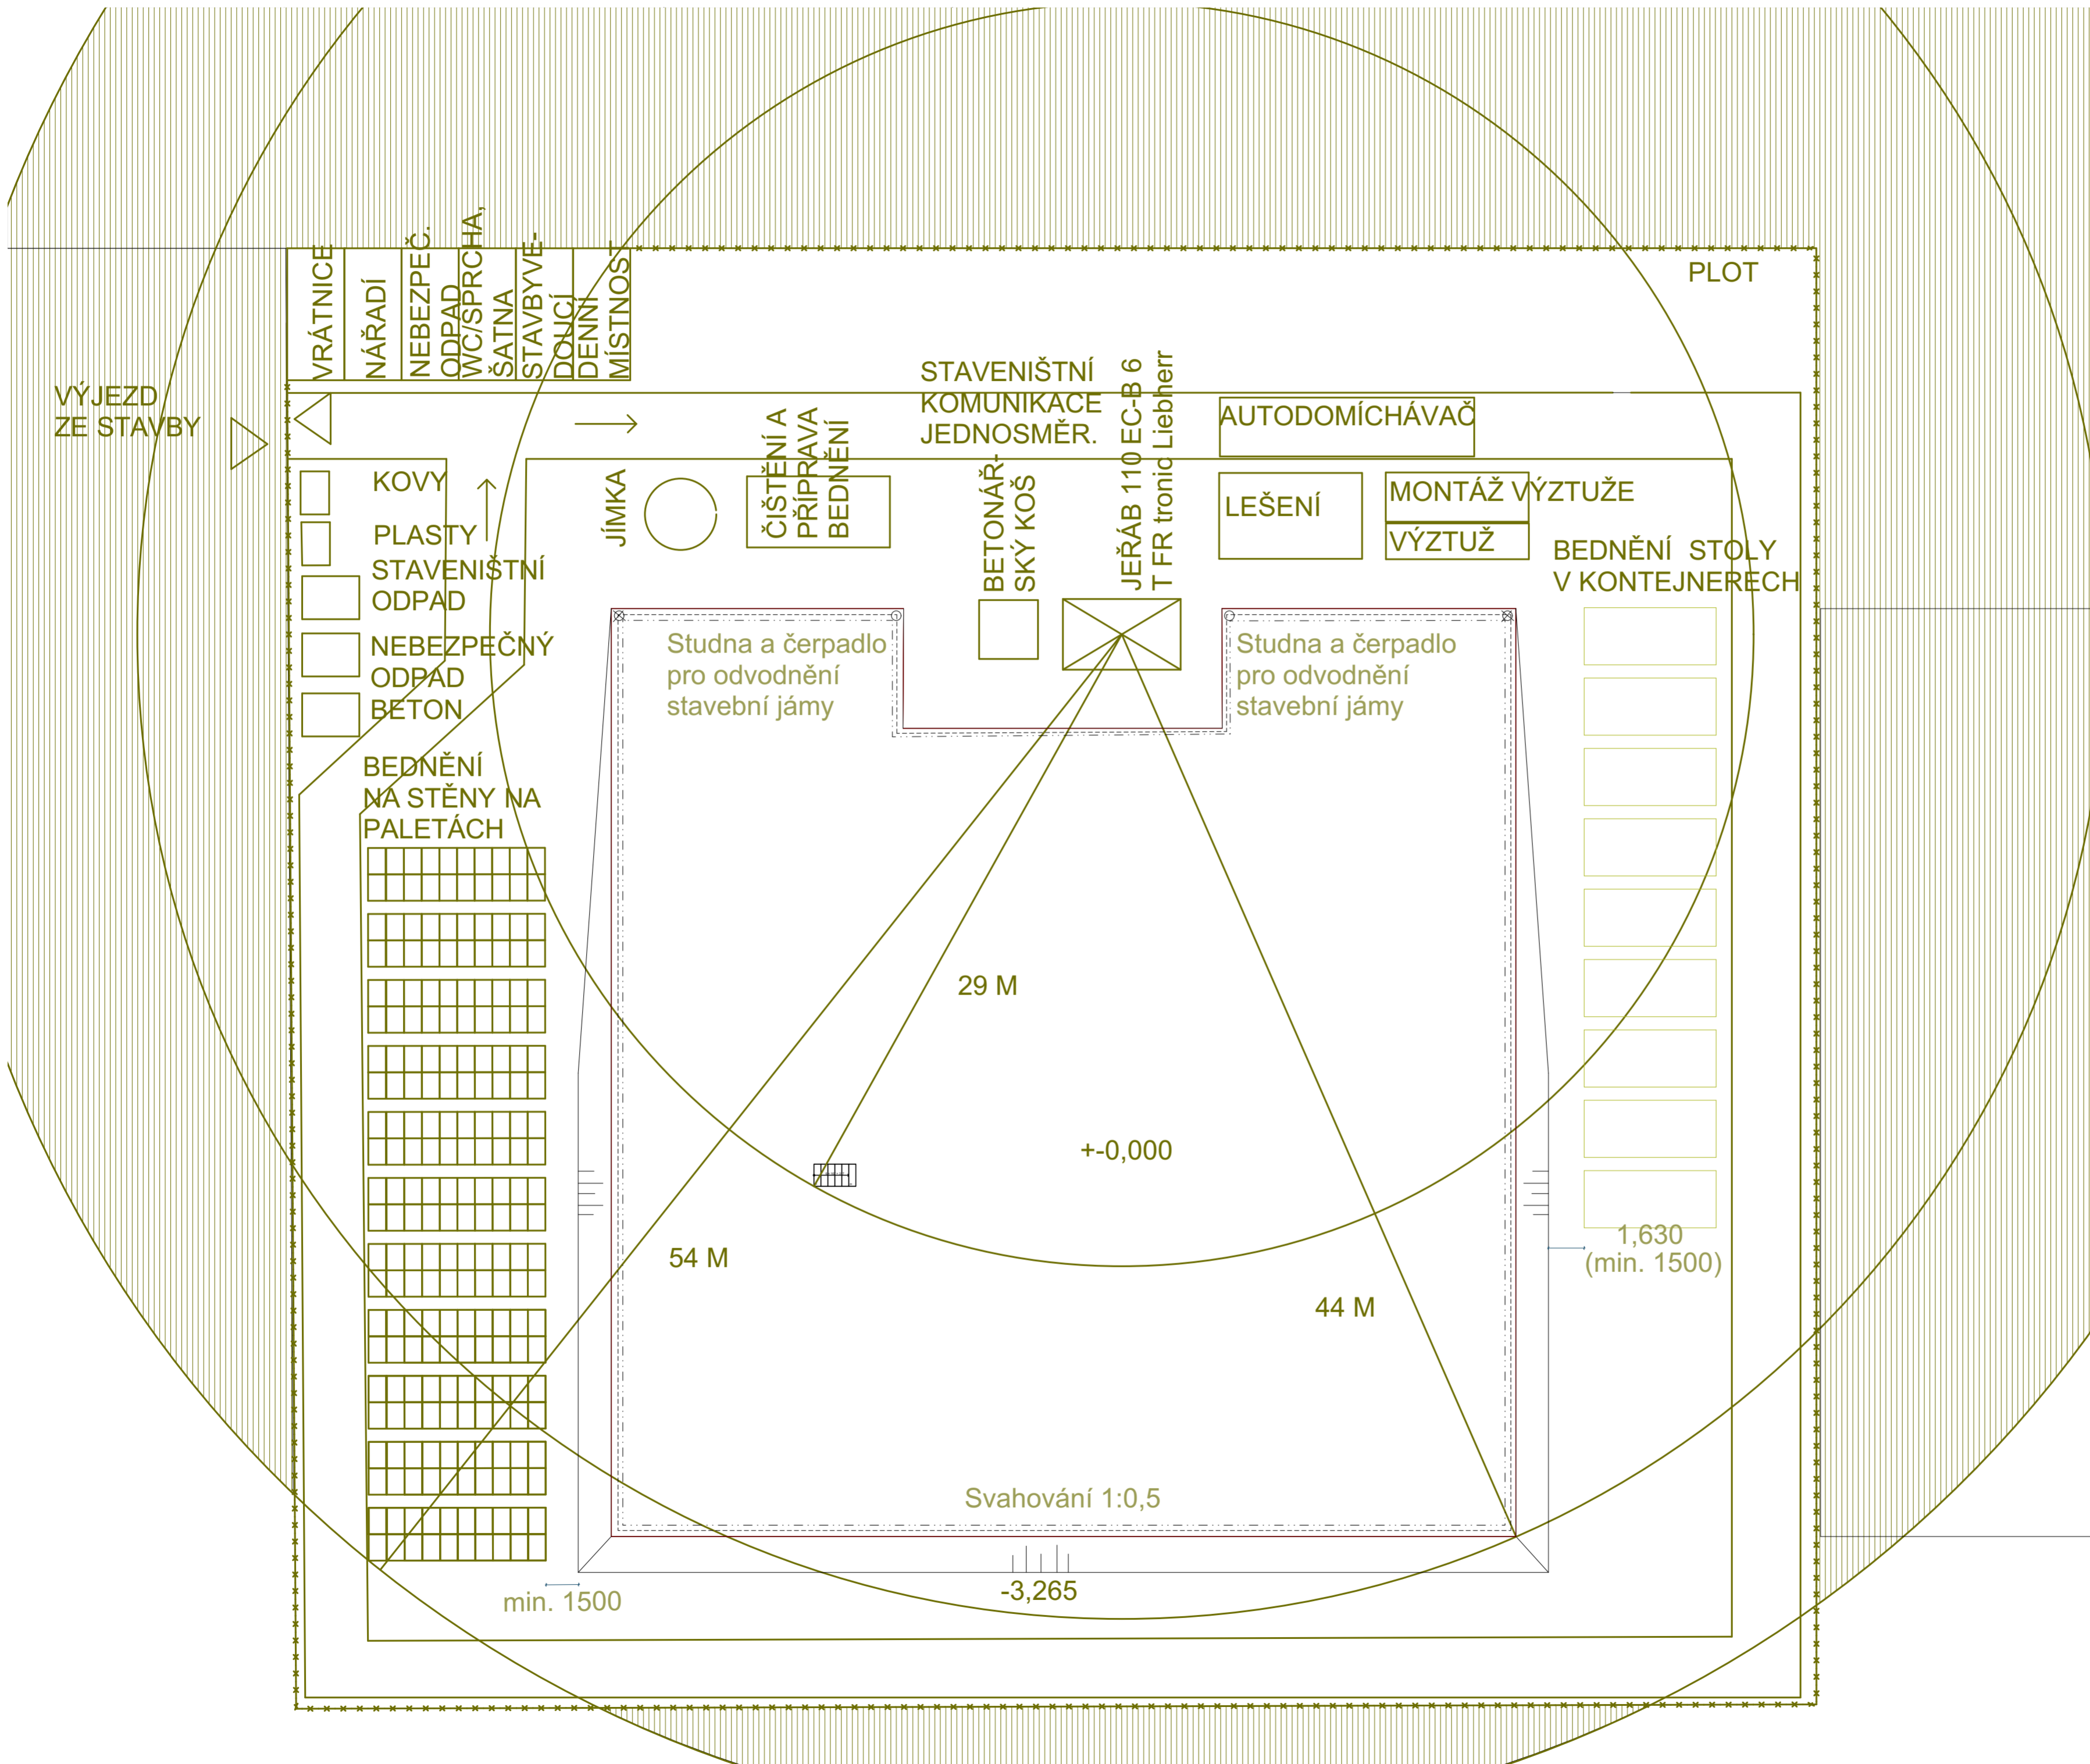 VRÁTNICE
NÁŘADÍ
NEBEZPEČ.
ODPAD
WC/SPRCHA,
ŠATNA
STAVBYVE-
DOUCÍ
DENNÍ
MÍSTNOST
PLOT
VÝJEZD
ZE STAVBY
STAVENIŠTNÍ
KOMUNIKACE
JEDNOSMĚR.
JEŘÁB 110 EC-B 6
T FR tronic Liebherr
AUTODOMÍCHÁVAČ
KOVY
PLASTY
STAVENIŠTNÍ
ODPAD
NEBEZPEČNÝ
ODPAD
BETON
JÍMKA
ČIŠTĚNÍ A
PŘÍPRAVA
BEDNĚNÍ
BETONÁŘ-
SKÝ KOŠ
LEŠENÍ
MONTÁŽ VÝZTUŽE
VÝZTUŽ
BEDNĚNÍ STOLY
V KONTEJNERECH
Studna a čerpadlo
pro odvodnění
stavební jámy
Studna a čerpadlo
pro odvodnění
stavební jámy
BEDNĚNÍ
NA STĚNY NA
PALETÁCH
29 M
+-0,000
54 M
44 M
1,630
(min. 1500)
Svahování 1:0,5
-3,265
min. 1500